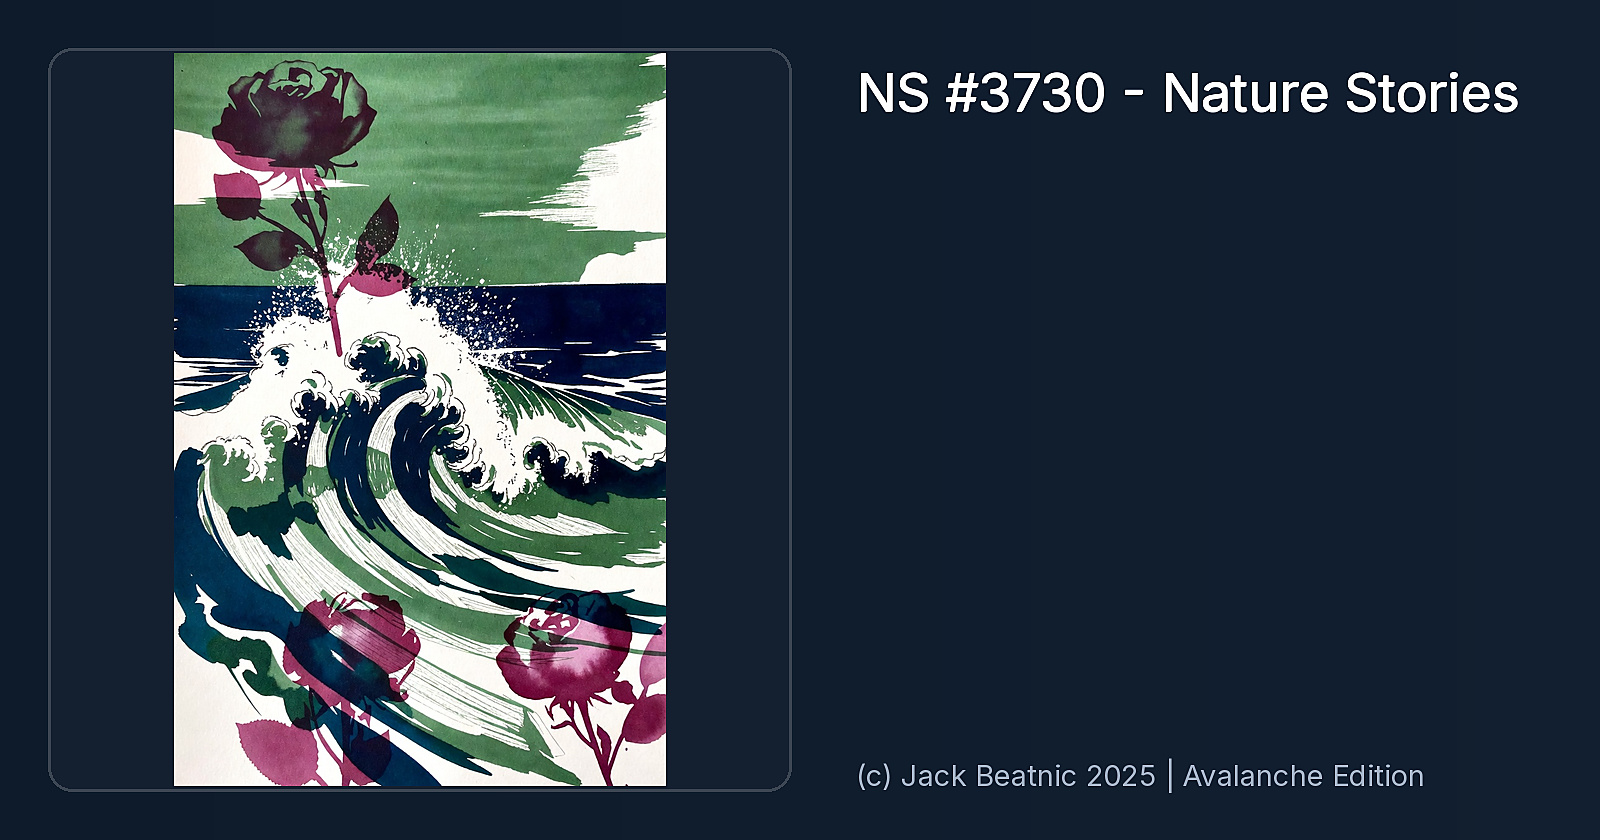 NS #3730 - Nature Stories
(c) Jack Beatnic 2025 | Avalanche Edition